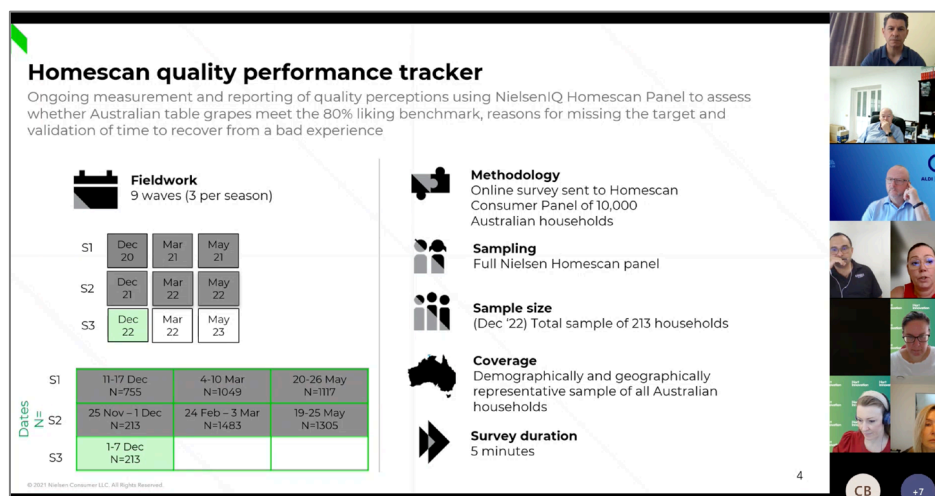 Homescan quality performance tracker
Ongoing measurement and reporting of quality perceptions using NielsenIQ Homescan Panel to assess
whether Australian table grapes meet the 80% liking benchmark, reasons for missing the target and
validation of time to recover from a bad experience
Fieldwork
9 waves (3 per season)
S1
Dec 20
Mar 21
May 21
S2
Dec 21
Mar 22
May 22
S3
Dec 22
Mar 22
May 23
Dates
N=
S1
11-17 Dec
N=755
4-10 Mar
N=1049
20-26 May
N=1117
S2
25 Nov – 1 Dec
N=213
24 Feb – 3 Mar
N=1483
19-25 May
N=1305
S3
1-7 Dec
N=213
Methodology
Online survey sent to Homescan
Consumer Panel of 10,000
Australian households
Sampling
Full Nielsen Homescan panel
Sample size
(Dec ‘22) Total sample of 213 households
Coverage
Demographically and geographically
representative sample of all Australian
households
Survey duration
5 minutes
© 2021 Nielsen Consumer LLC. All Rights Reserved.
4
ALDI
CB
+7